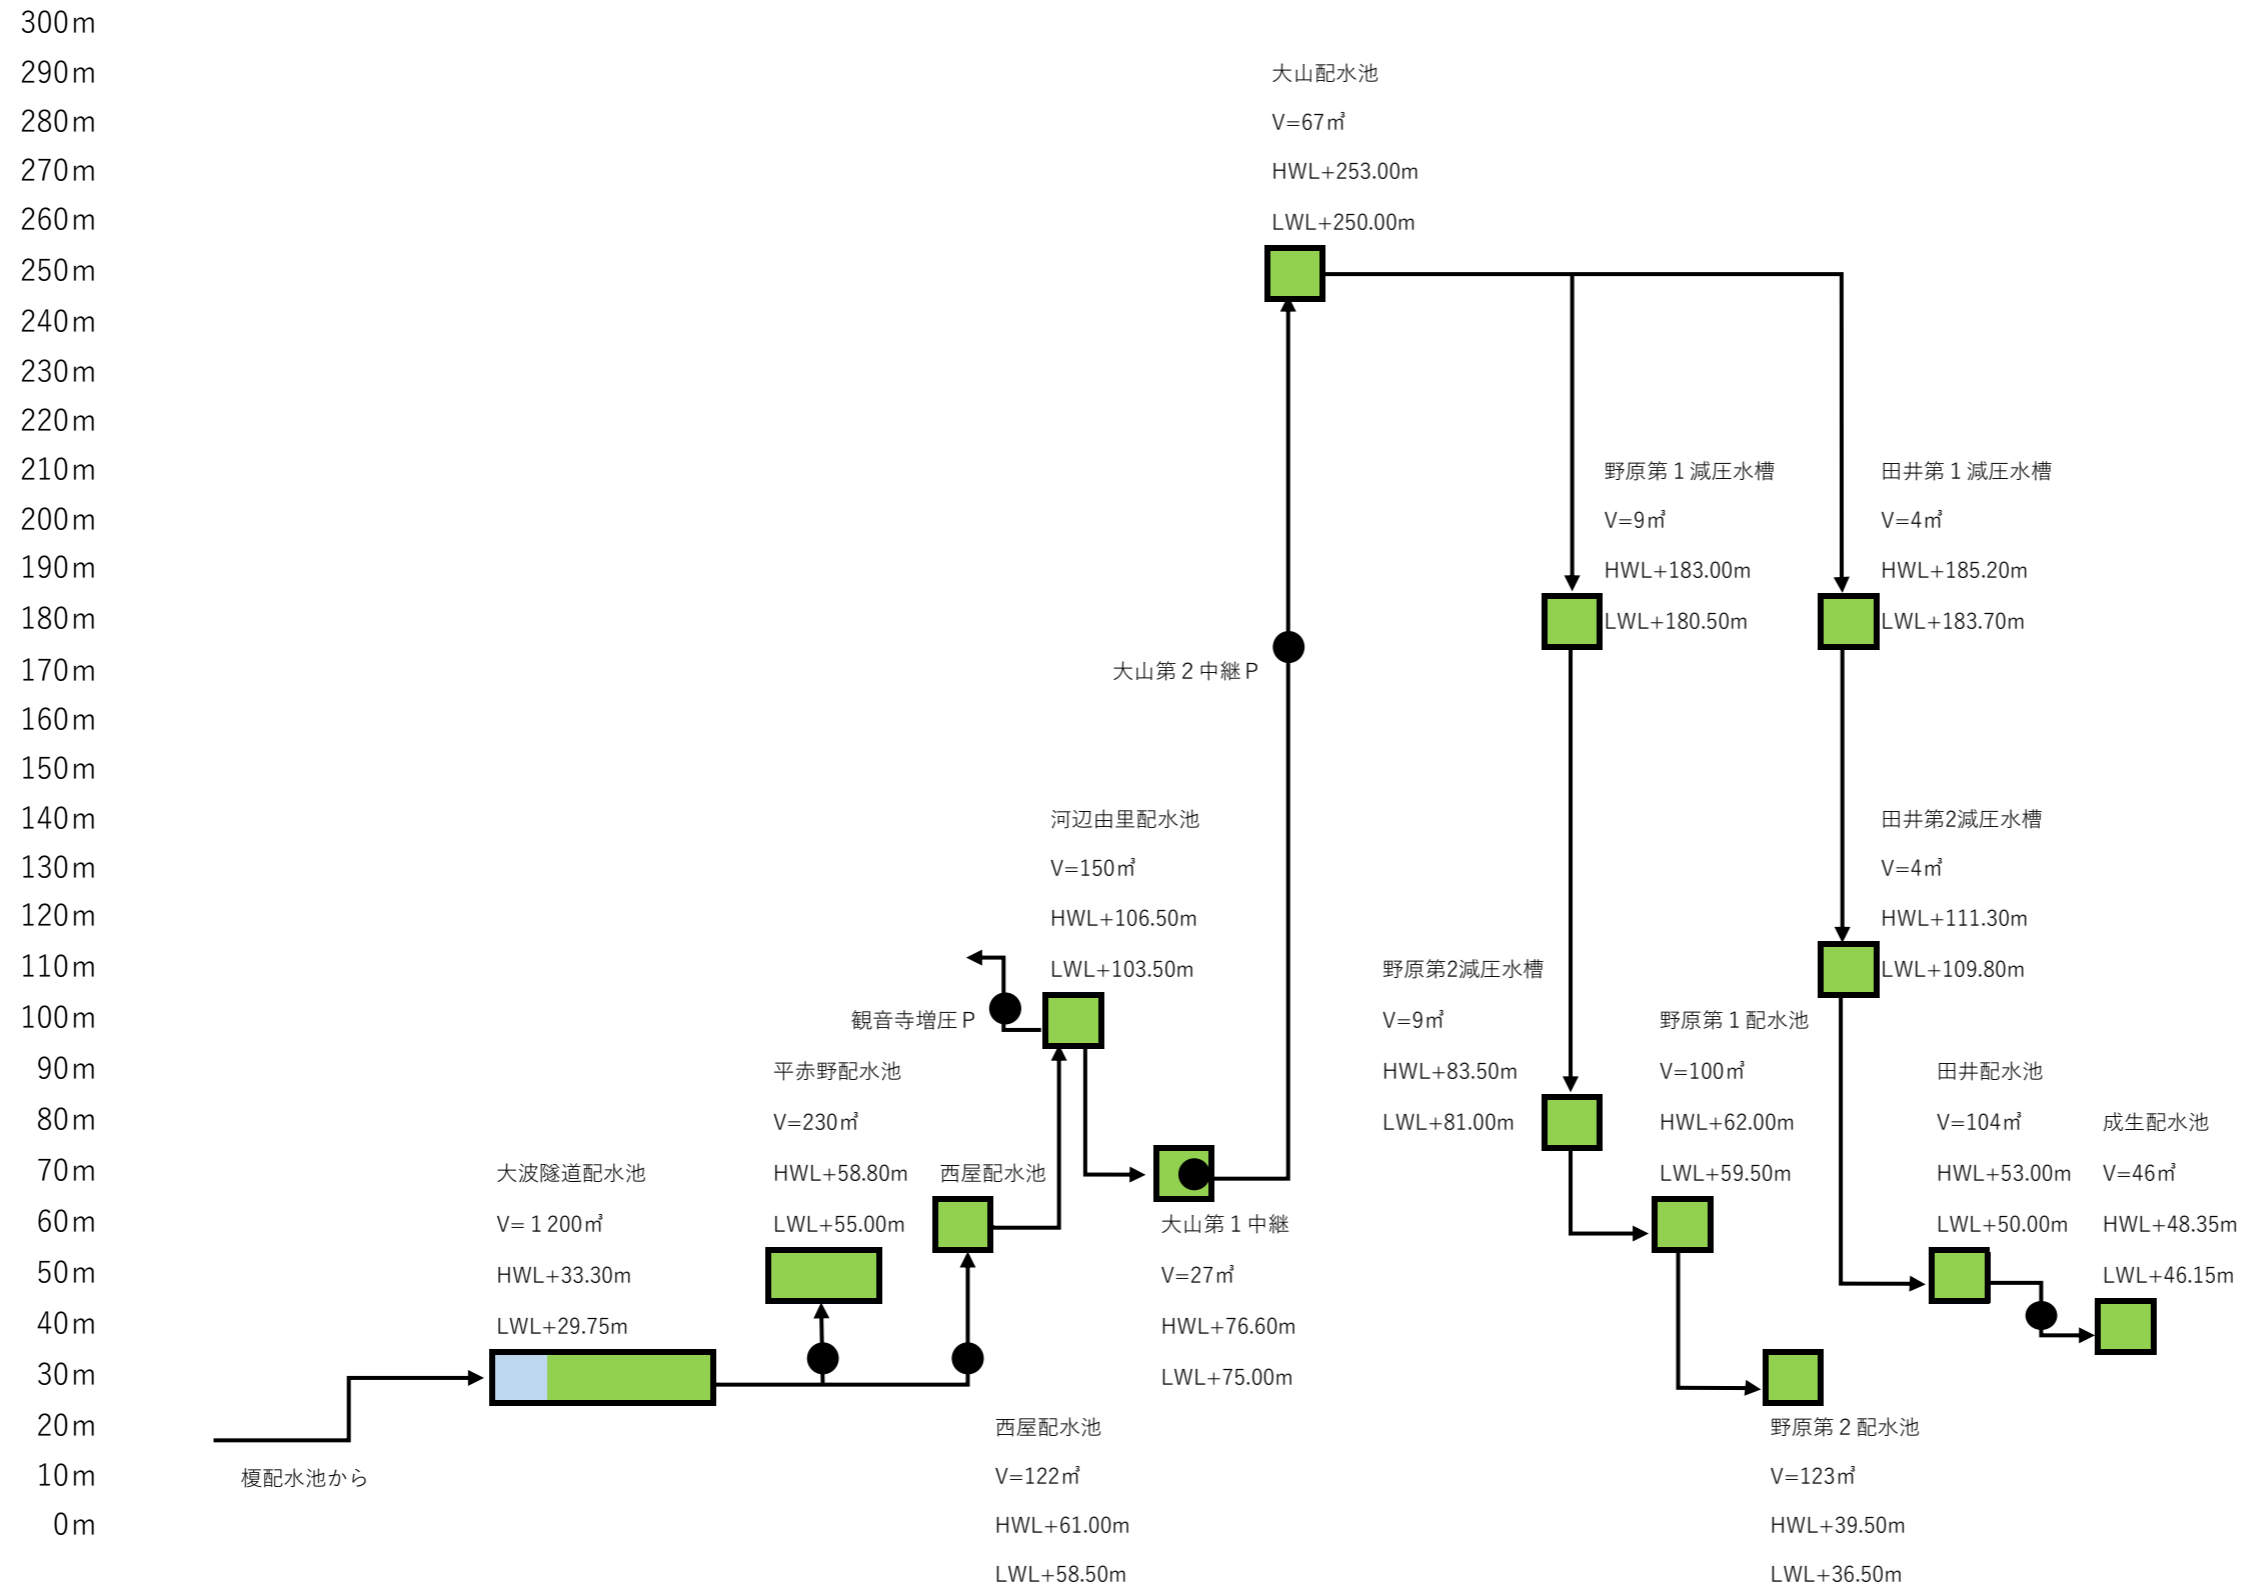 300m
290m
280m
270m
260m
250m
240m
230m
220m
210m
200m
190m
180m
170m
160m
150m
140m
130m
120m
110m
100m
90m
80m
70m
60m
50m
40m
30m
20m
10m
0m
榎配水池から
大波隧道配水池
V=１200㎥
HWL+33.30m
LWL+29.75m
平赤野配水池
V=230㎥
HWL+58.80m
LWL+55.00m
西屋配水池
西屋配水池
V=122㎥
HWL+61.00m
LWL+58.50m
観音寺増圧Ｐ
河辺由里配水池
V=150㎥
HWL+106.50m
LWL+103.50m
大山第１中継
V=27㎥
HWL+76.60m
LWL+75.00m
大山第２中継Ｐ
大山配水池
V=67㎥
HWL+253.00m
LWL+250.00m
野原第１減圧水槽
V=9㎥
HWL+183.00m
LWL+180.50m
野原第2減圧水槽
V=9㎥
HWL+83.50m
LWL+81.00m
野原第１配水池
V=100㎥
HWL+62.00m
LWL+59.50m
野原第２配水池
V=123㎥
HWL+39.50m
LWL+36.50m
田井第１減圧水槽
V=4㎥
HWL+185.20m
LWL+183.70m
田井第2減圧水槽
V=4㎥
HWL+111.30m
LWL+109.80m
田井配水池
V=104㎥
HWL+53.00m
LWL+50.00m
成生配水池
V=46㎥
HWL+48.35m
LWL+46.15m